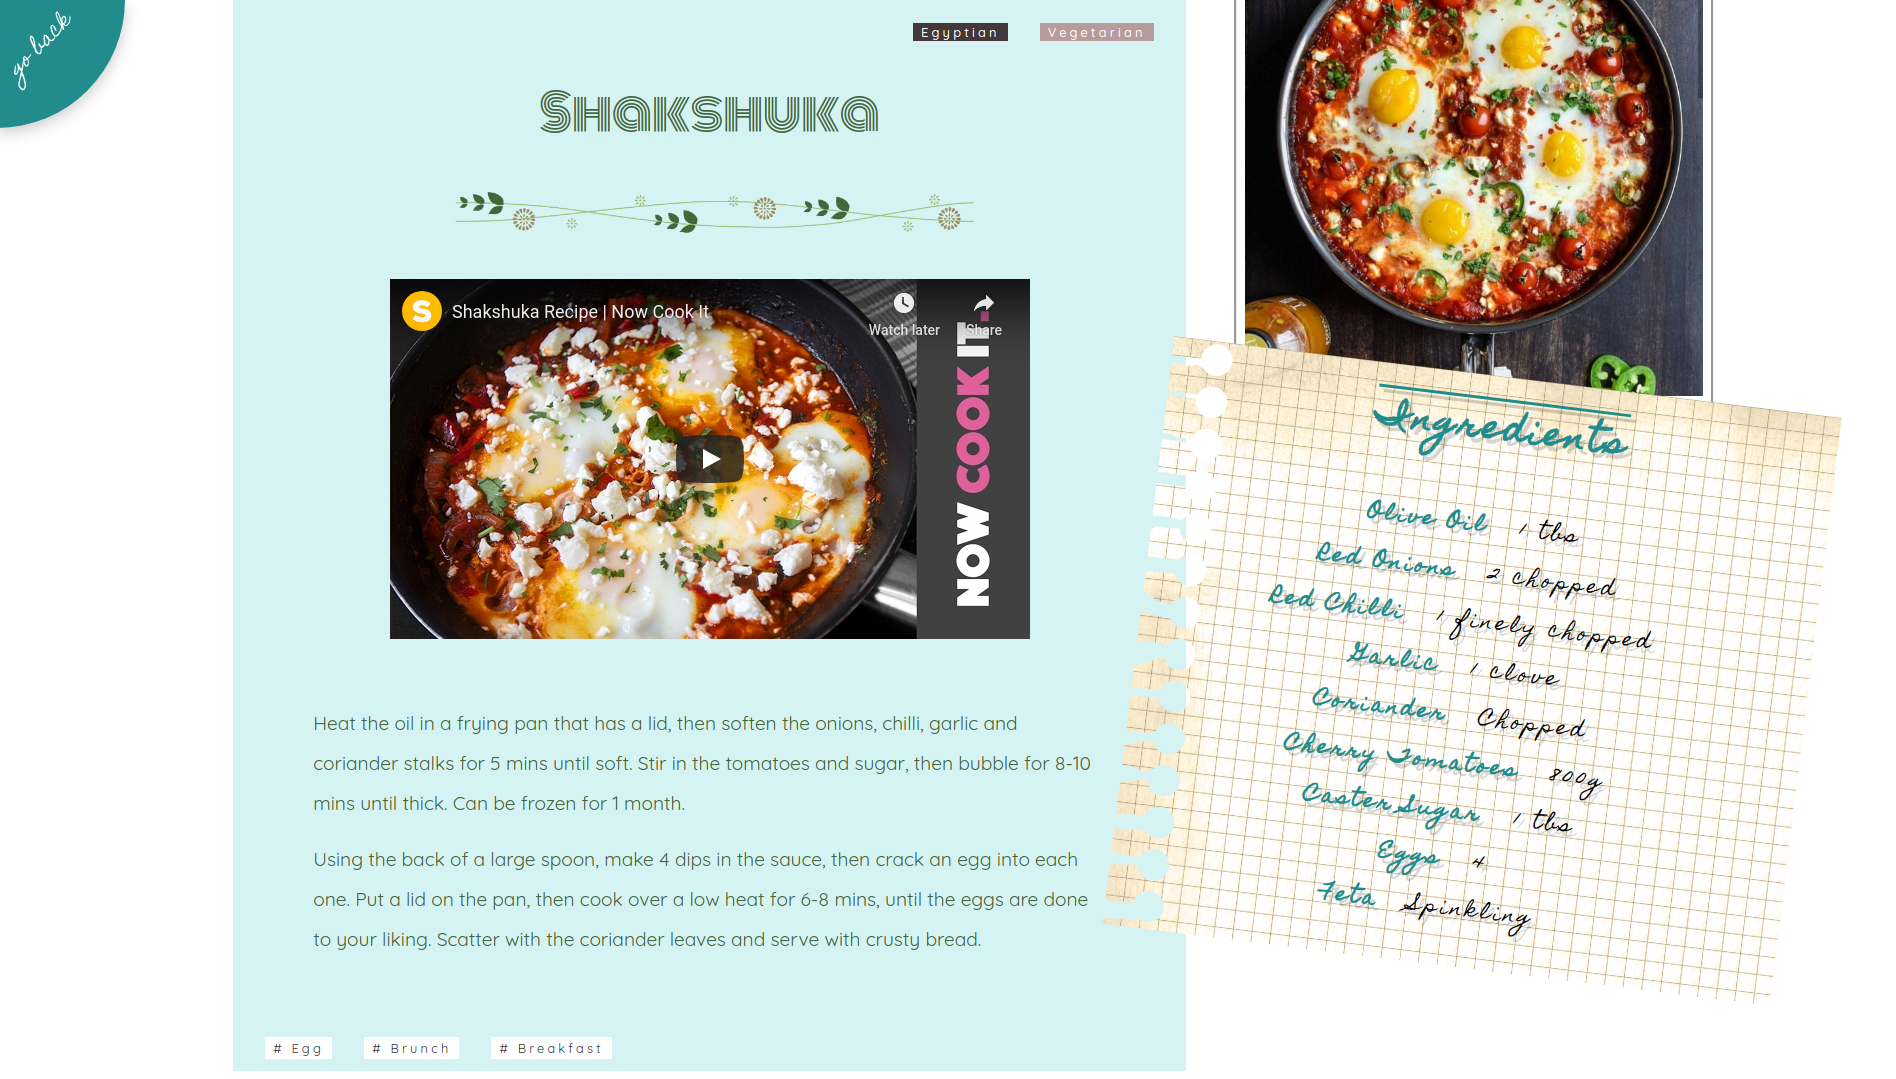 go back
Egyptian
Vegetarian
Shakshuka
S
Shakshuka Recipe | Now Cook It
Watch later
Share
NOW COOK IT
Heat the oil in a frying pan that has a lid, then soften the onions, chilli, garlic and
coriander stalks for 5 mins until soft. Stir in the tomatoes and sugar, then bubble for 8-10
mins until thick. Can be frozen for 1 month.
Using the back of a large spoon, make 4 dips in the sauce, then crack an egg into each
one. Put a lid on the pan, then cook over a low heat for 6-8 mins, until the eggs are done
to your liking. Scatter with the coriander leaves and serve with crusty bread.
# Egg
# Brunch
# Breakfast
Ingredients
Olive Oil 1 tbs
Red Onions 2 chopped
Red Chilli 1 finely chopped
Garlic 1 clove
Coriander Chopped
Cherry Tomatoes 800g
Caster Sugar 1 tbs
Eggs 4
Feta Spinkling